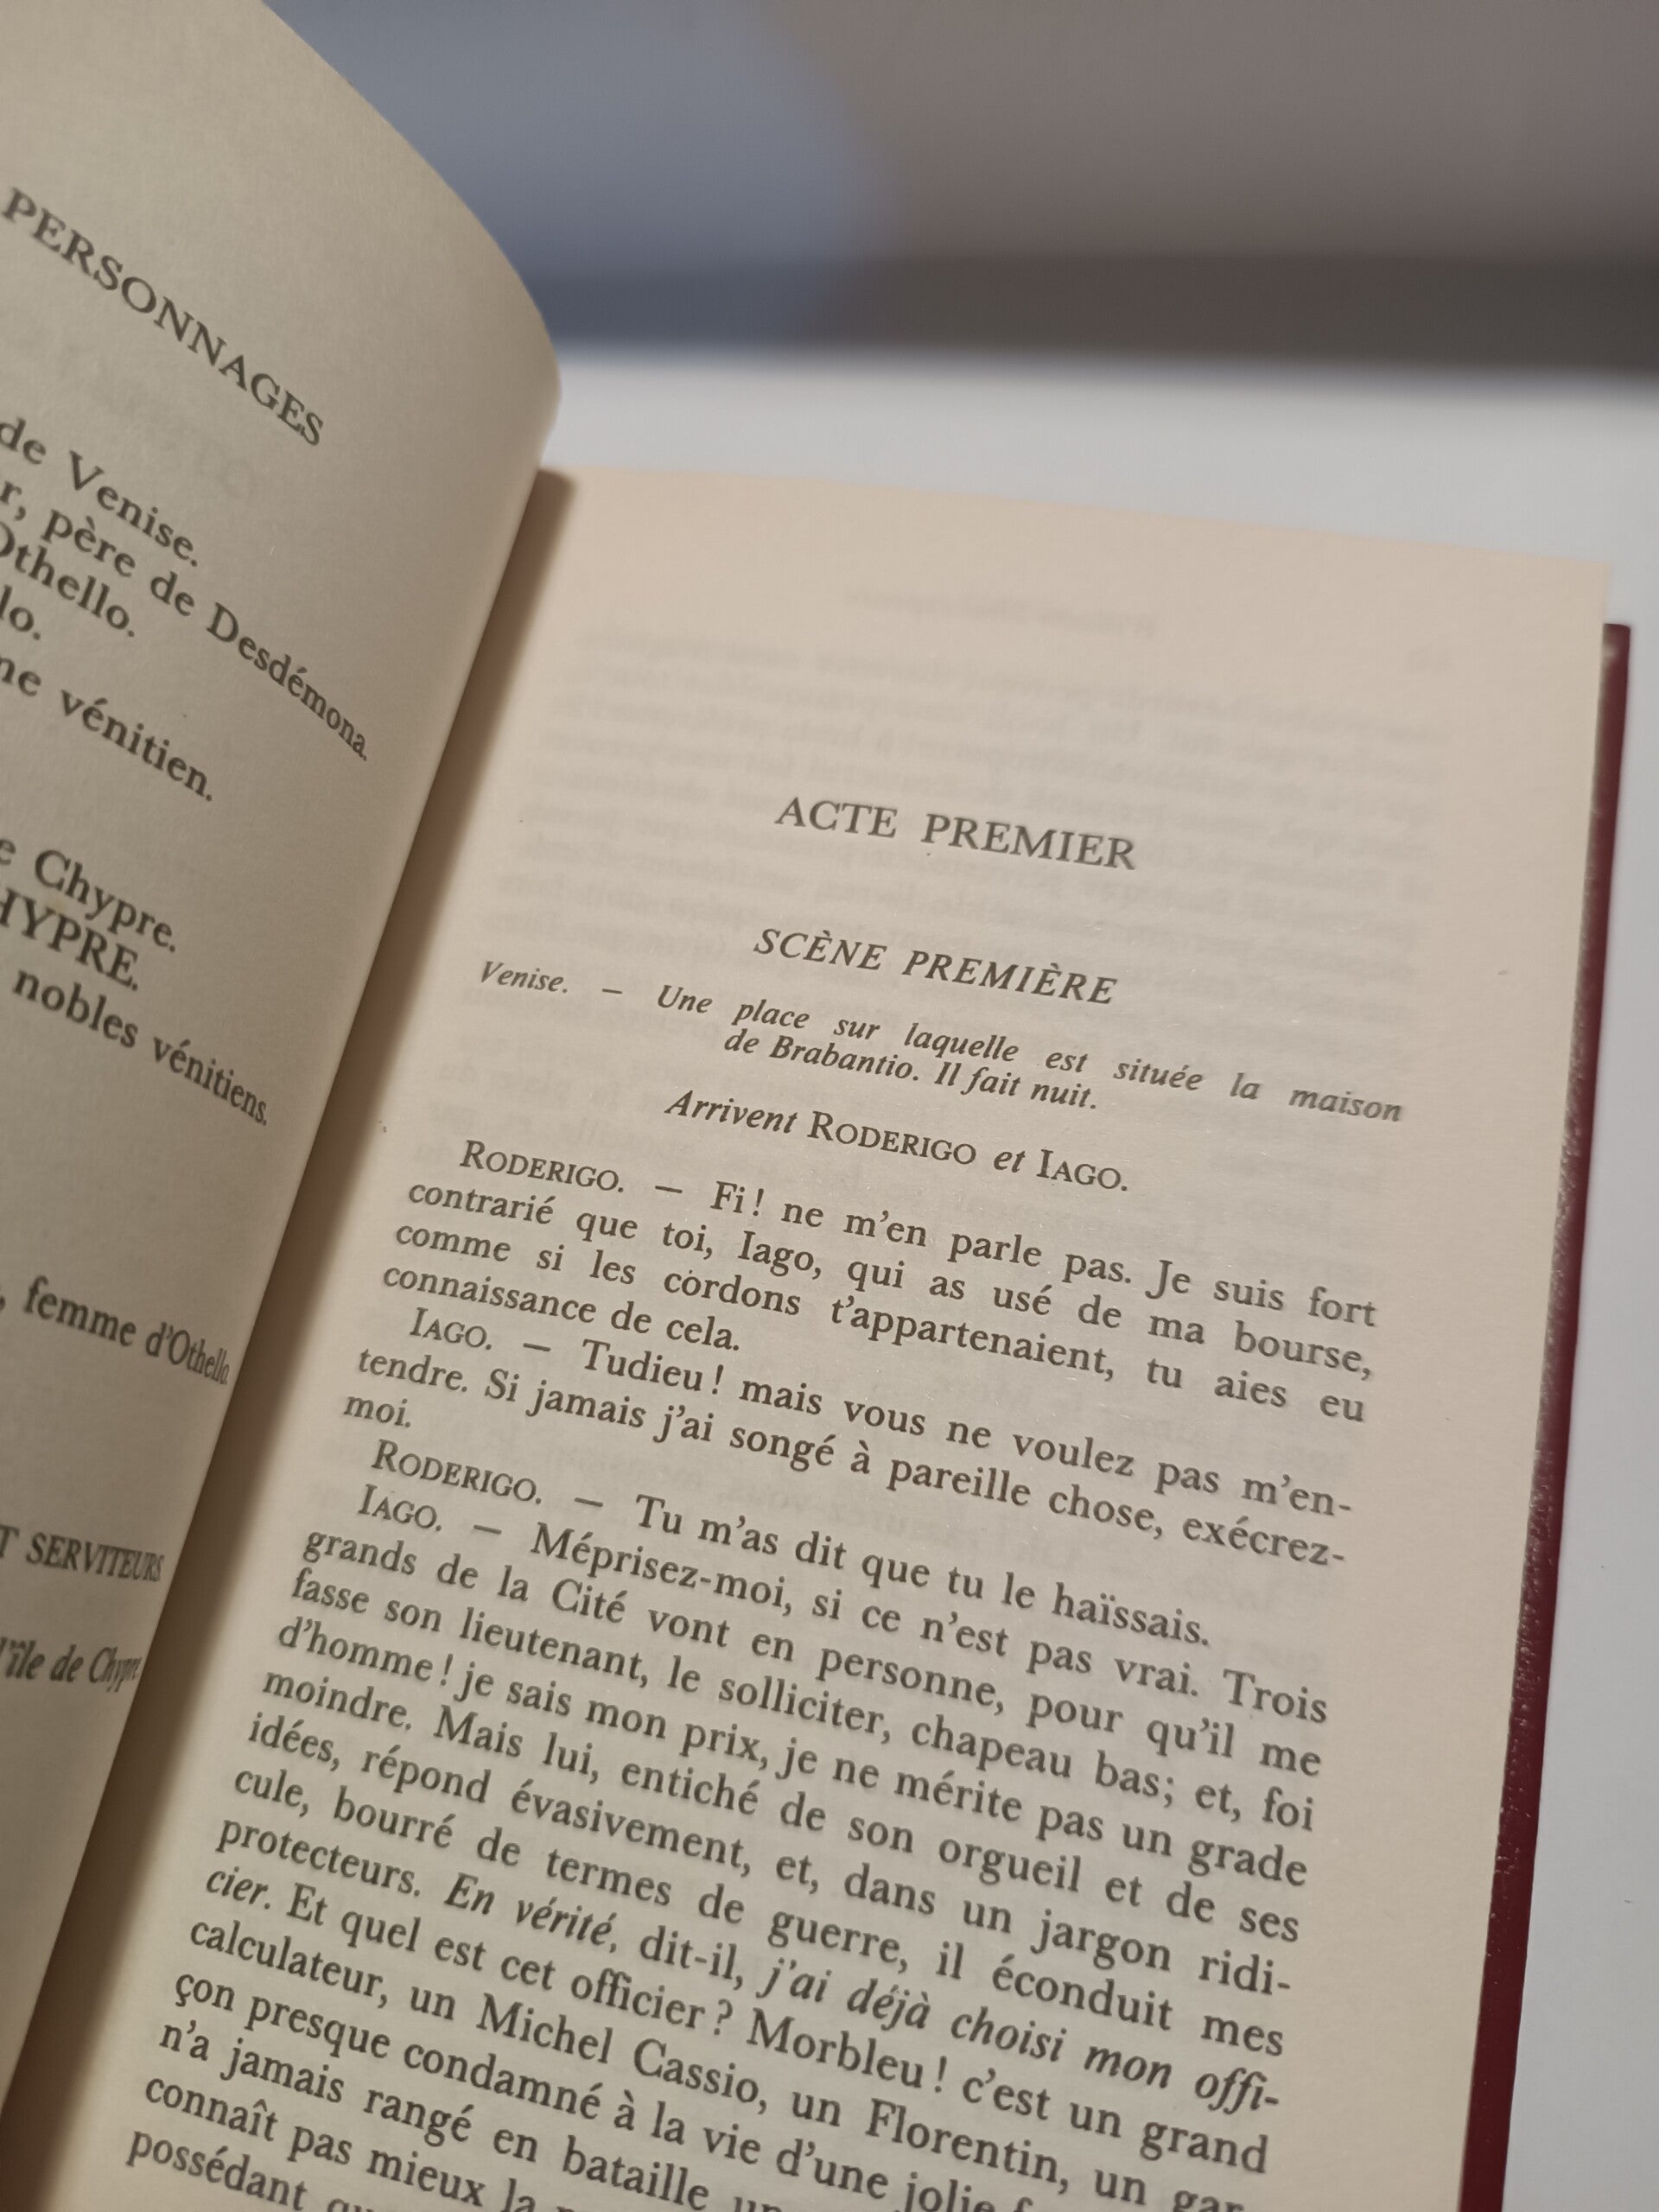 PERSONNAGES
de Venise.
r, père de Desdémona.
Othello.
lo.
ne vénitien.
e Chypre.
HYPRE.
nobles vénitiens.
, femme d'Othello.
T SERVITEURS
l'île de Chypre.
ACTE PREMIER
SCÈNE PREMIÈRE
Venise. — Une place sur laquelle est située la maison
de Brabantio. Il fait nuit.
Arrivent RODERIGO et IAGO.
RODERIGO. — Fi! ne m'en parle pas. Je suis fort
contrarié que toi, Iago, qui as usé de ma bourse,
comme si les cordons t'appartenaient, tu aies eu
connaissance de cela.
IAGO. — Tudieu! mais vous ne voulez pas m'en-
tendre. Si jamais j'ai songé à pareille chose, exécrez-
moi.
RODERIGO. — Tu m'as dit que tu le haïssais.
IAGO. — Méprisez-moi, si ce n'est pas vrai. Trois
grands de la Cité vont en personne, pour qu'il me
fasse son lieutenant, le solliciter, chapeau bas; et, foi
d'homme! je sais mon prix, je ne mérite pas un grade
moindre. Mais lui, entiché de son orgueil et de ses
idées, répond évasivement, et, dans un jargon ridi-
cule, bourré de termes de guerre, il éconduit mes
protecteurs. En vérité, dit-il, j'ai déjà choisi mon offi-
cier. Et quel est cet officier? Morbleu! c'est un grand
calculateur, un Michel Cassio, un Florentin, un gar-
çon presque condamné à la vie d'une jolie
n'a jamais rangé en bataille un
connaît pas mieux la
possédant